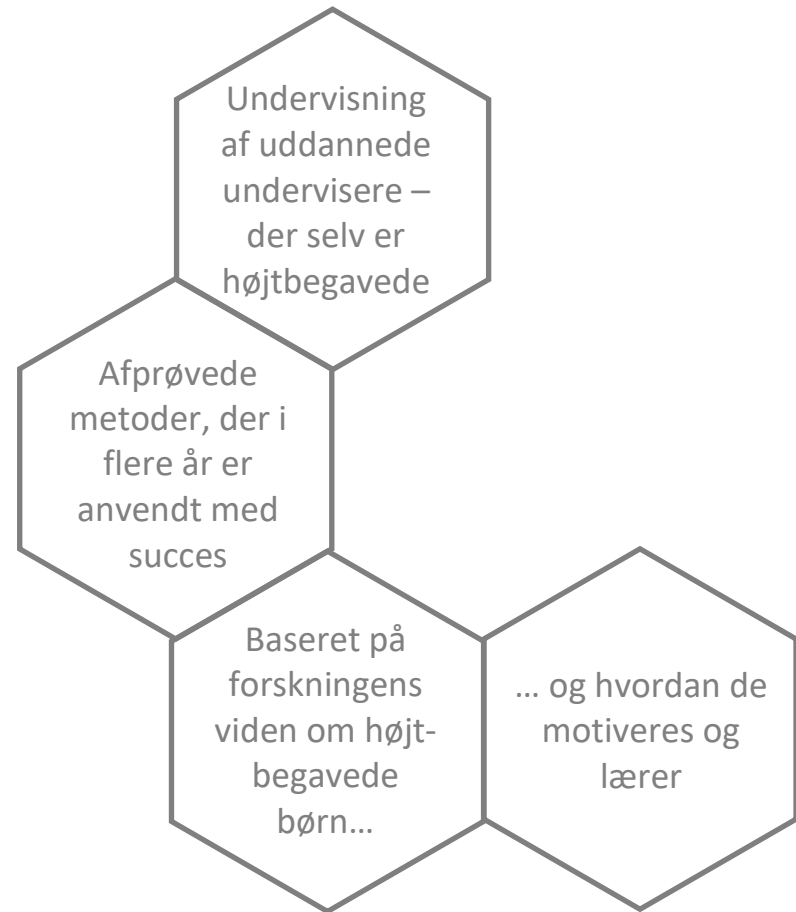 Undervisning
af uddannede
undervisere –
der selv er
højtbegavede
Afprøvede
metoder, der i
flere år er
anvendt med
succes
Baseret på
forskningens
viden om højt-
begavede
børn…
… og hvordan de
motiveres og
lærer